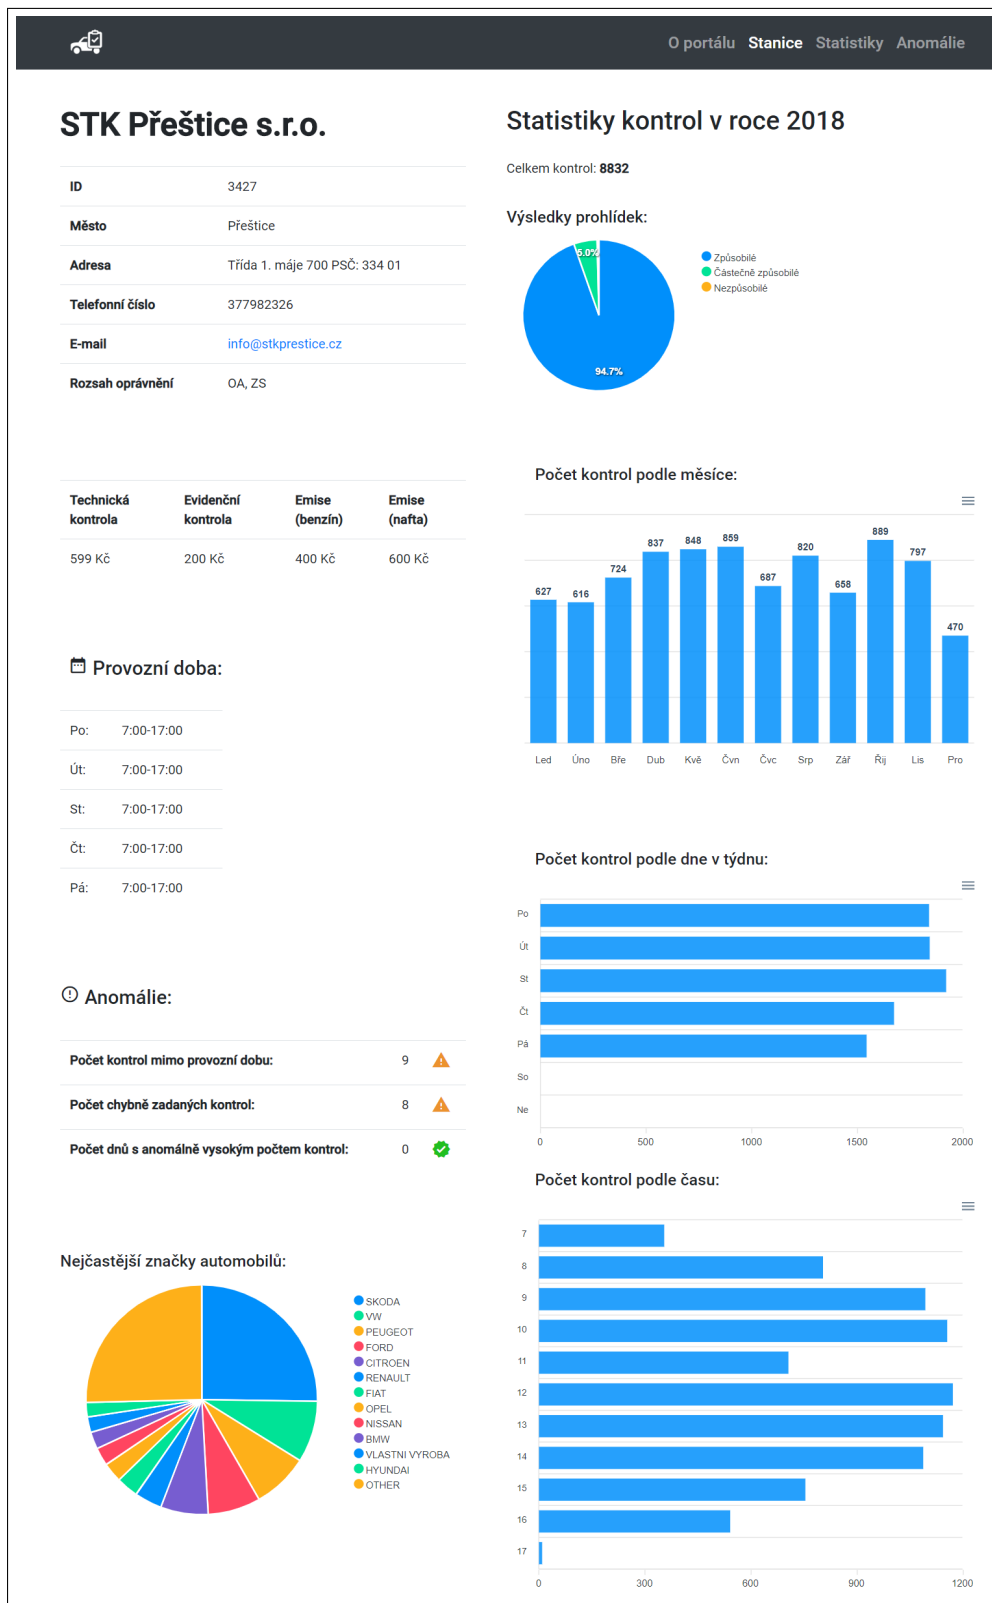 O portálu Stanice Statistiky Anomálie
STK Přeštice s.r.o.
ID 3427
Město Přeštice
Adresa Třída 1. máje 700 PSČ: 334 01
Telefonní číslo 377982326
E-mail info@stkprestice.cz
Rozsah oprávnění OA, ZS
Technická kontrola Evidenční kontrola Emise (benzín) Emise (nafta)
599 Kč 200 Kč 400 Kč 600 Kč
Provozní doba:
Po: 7:00-17:00
Út: 7:00-17:00
St: 7:00-17:00
Čt: 7:00-17:00
Pá: 7:00-17:00
Anomálie:
Počet kontrol mimo provozní dobu: 9
Počet chybně zadaných kontrol: 8
Počet dnů s anomálně vysokým počtem kontrol: 0
Nejčastější značky automobilů:
SKODA
VW
PEUGEOT
FORD
CITROEN
RENAULT
FIAT
OPEL
NISSAN
BMW
VLASTNI VYROBA
HYUNDAI
OTHER
Statistiky kontrol v roce 2018
Celkem kontrol: 8832
Výsledky prohlídek:
5.0%
94.7%
Způsobilé
Částečně způsobilé
Nezpůsobilé
Počet kontrol podle měsíce:
627 616 724 837 848 859 687 820 658 889 797 470
Led Úno Bře Dub Kvě Čvn Čvc Srp Zář Říj Lis Pro
Počet kontrol podle dne v týdnu:
Po
Út
St
Čt
Pá
So
Ne
0 500 1000 1500 2000
Počet kontrol podle času:
7
8
9
10
11
12
13
14
15
16
17
0 300 600 900 1200